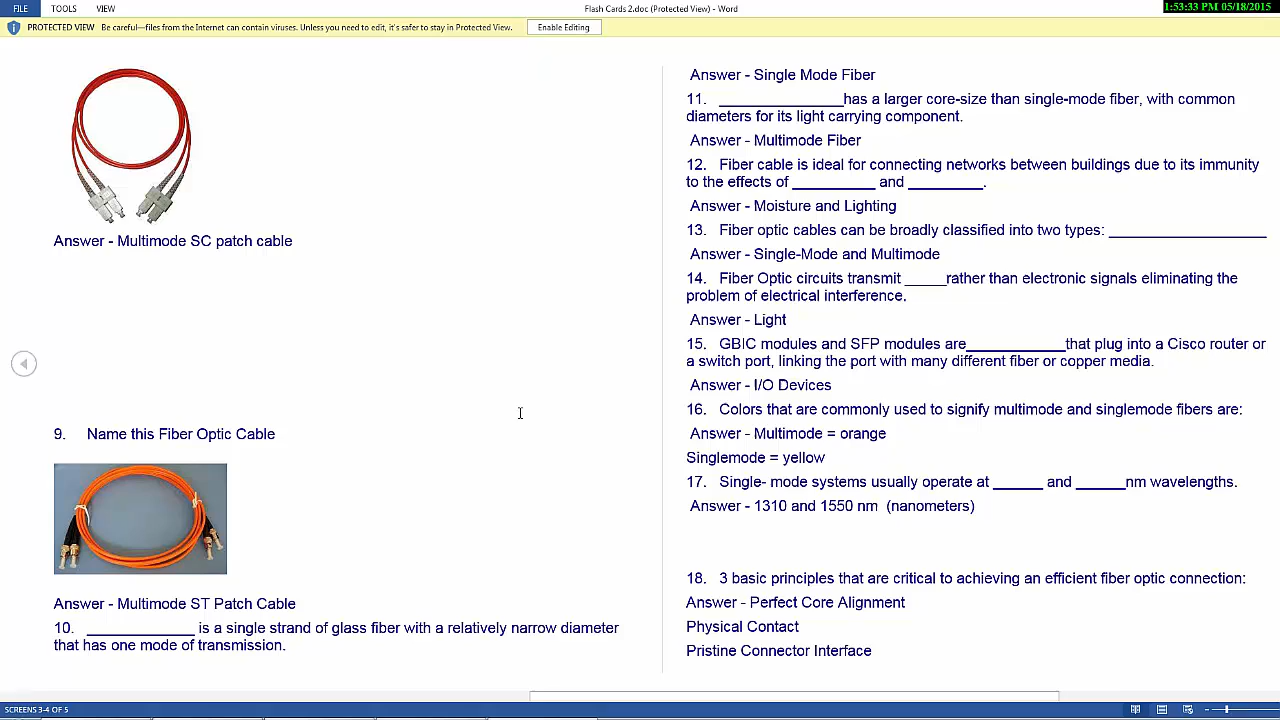 FILE TOOLS VIEW
Flash Cards 2.doc (Protected View) - Word
1:53:33 PM 05/18/2015
PROTECTED VIEW Be careful—files from the Internet can contain viruses. Unless you need to edit, it's safer to stay in Protected View. Enable Editing
Answer - Multimode SC patch cable
9. Name this Fiber Optic Cable
Answer - Multimode ST Patch Cable
10. _____________ is a single strand of glass fiber with a relatively narrow diameter
that has one mode of transmission.
Answer - Single Mode Fiber
11. _______________has a larger core-size than single-mode fiber, with common
diameters for its light carrying component.
Answer - Multimode Fiber
12. Fiber cable is ideal for connecting networks between buildings due to its immunity
to the effects of __________ and _________.
Answer - Moisture and Lighting
13. Fiber optic cables can be broadly classified into two types: ___________________
Answer - Single-Mode and Multimode
14. Fiber Optic circuits transmit _____rather than electronic signals eliminating the
problem of electrical interference.
Answer - Light
15. GBIC modules and SFP modules are____________that plug into a Cisco router or
a switch port, linking the port with many different fiber or copper media.
Answer - I/O Devices
16. Colors that are commonly used to signify multimode and singlemode fibers are:
Answer - Multimode = orange
Singlemode = yellow
17. Single- mode systems usually operate at ______ and ______nm wavelengths.
Answer - 1310 and 1550 nm (nanometers)
18. 3 basic principles that are critical to achieving an efficient fiber optic connection:
Answer - Perfect Core Alignment
Physical Contact
Pristine Connector Interface
SCREENS 3-4 OF 5